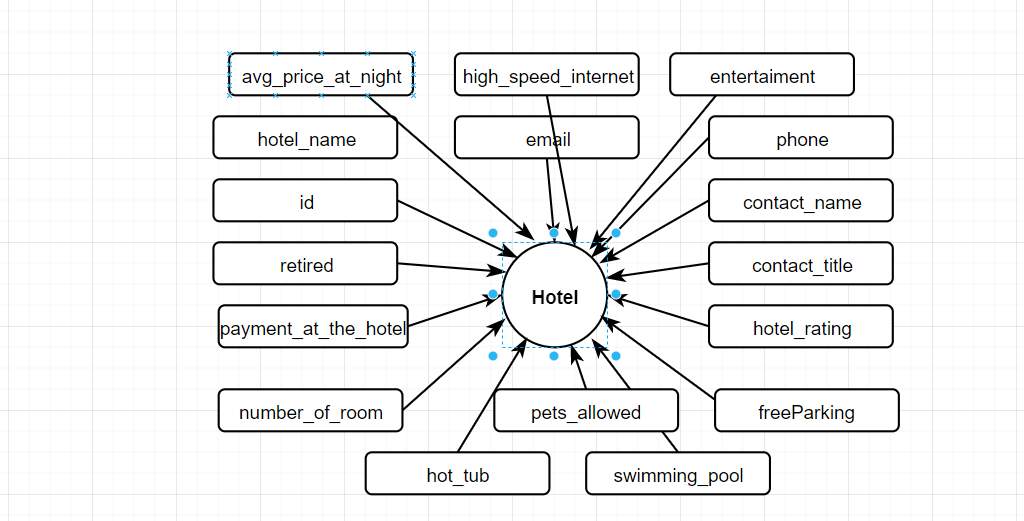 avg_price_at_night
high_speed_internet
entertaiment
hotel_name
email
phone
id
contact_name
retired
contact_title
Hotel
payment_at_the_hotel
hotel_rating
number_of_room
pets_allowed
freeParking
hot_tub
swimming_pool